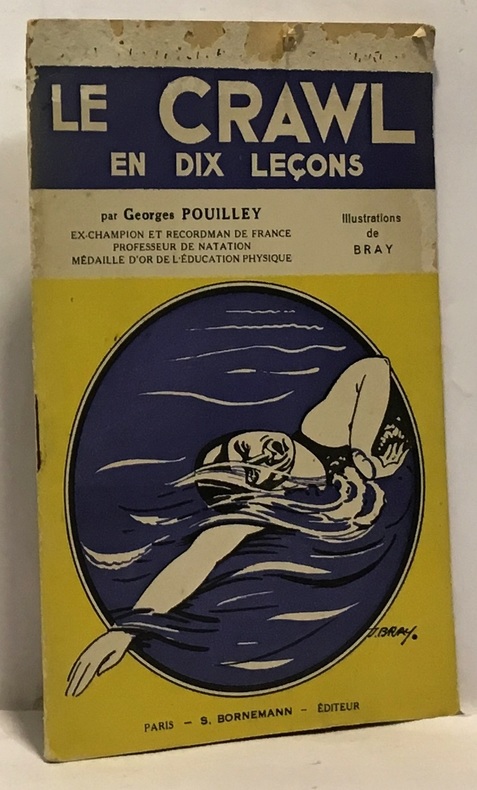 LE CRAWL
EN DIX LEÇONS
par Georges POUILLEY
EX-CHAMPION ET RECORDMAN DE FRANCE
PROFESSEUR DE NATATION
MÉDAILLE D'OR DE L'ÉDUCATION PHYSIQUE
Illustrations
de
BRAY
J. BRAY.
PARIS — S. BORNEMANN — ÉDITEUR